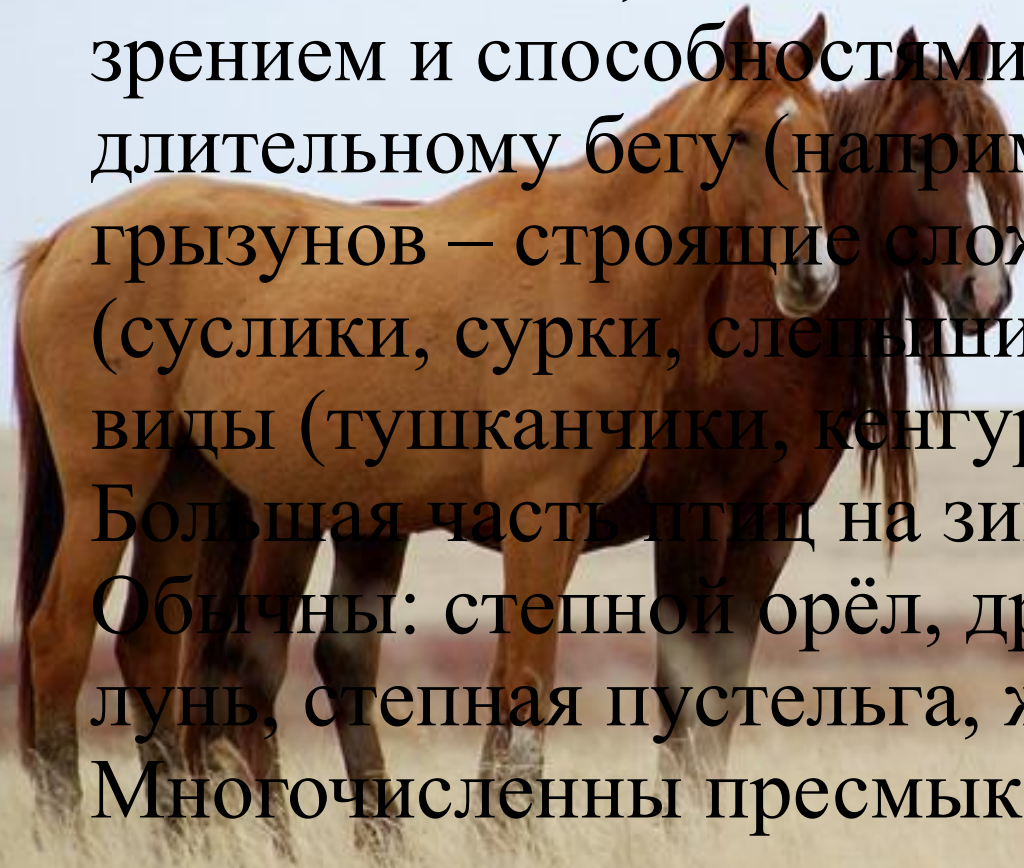 зрением и способностями
длительному бегу (наприм
грызунов – строящие слож
(суслики, сурки, слепыши
виды (тушканчики, кенгур
Большая часть птиц на зи
Обычны: степной орёл, др
лунь, степная пустельга, ж
Многочисленны пресмык